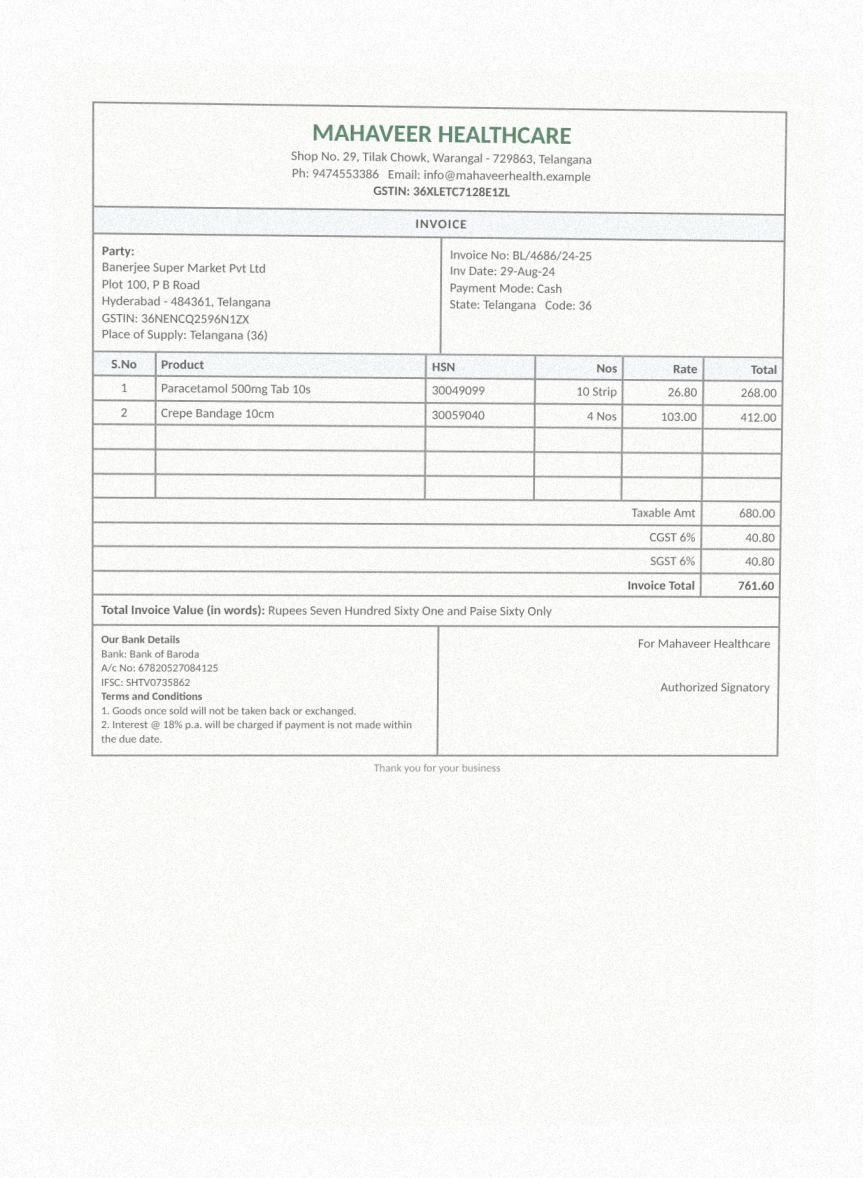 MAHAVEER HEALTHCARE
Shop No. 29, Tilak Chowk, Warangal - 729863, Telangana
Ph: 9474553386 Email: info@mahaveerhealth.example
GSTIN: 36XLETC7128E1ZL
INVOICE
Party:
Banerjee Super Market Pvt Ltd
Plot 100, P B Road
Hyderabad - 484361, Telangana
GSTIN: 36NENCQ2596N1ZX
Place of Supply: Telangana (36)
Invoice No: BL/4686/24-25
Inv Date: 29-Aug-24
Payment Mode: Cash
State: Telangana Code: 36
S.No Product HSN Nos Rate Total
1 Paracetamol 500mg Tab 10s 30049099 10 Strip 26.80 268.00
2 Crepe Bandage 10cm 30059040 4 Nos 103.00 412.00
Taxable Amt 680.00
CGST 6% 40.80
SGST 6% 40.80
Invoice Total 761.60
Total Invoice Value (in words): Rupees Seven Hundred Sixty One and Paise Sixty Only
Our Bank Details
Bank: Bank of Baroda
A/c No: 67820527084125
IFSC: SHTV0735862
Terms and Conditions
1. Goods once sold will not be taken back or exchanged.
2. Interest @ 18% p.a. will be charged if payment is not made within
the due date.
For Mahaveer Healthcare
Authorized Signatory
Thank you for your business